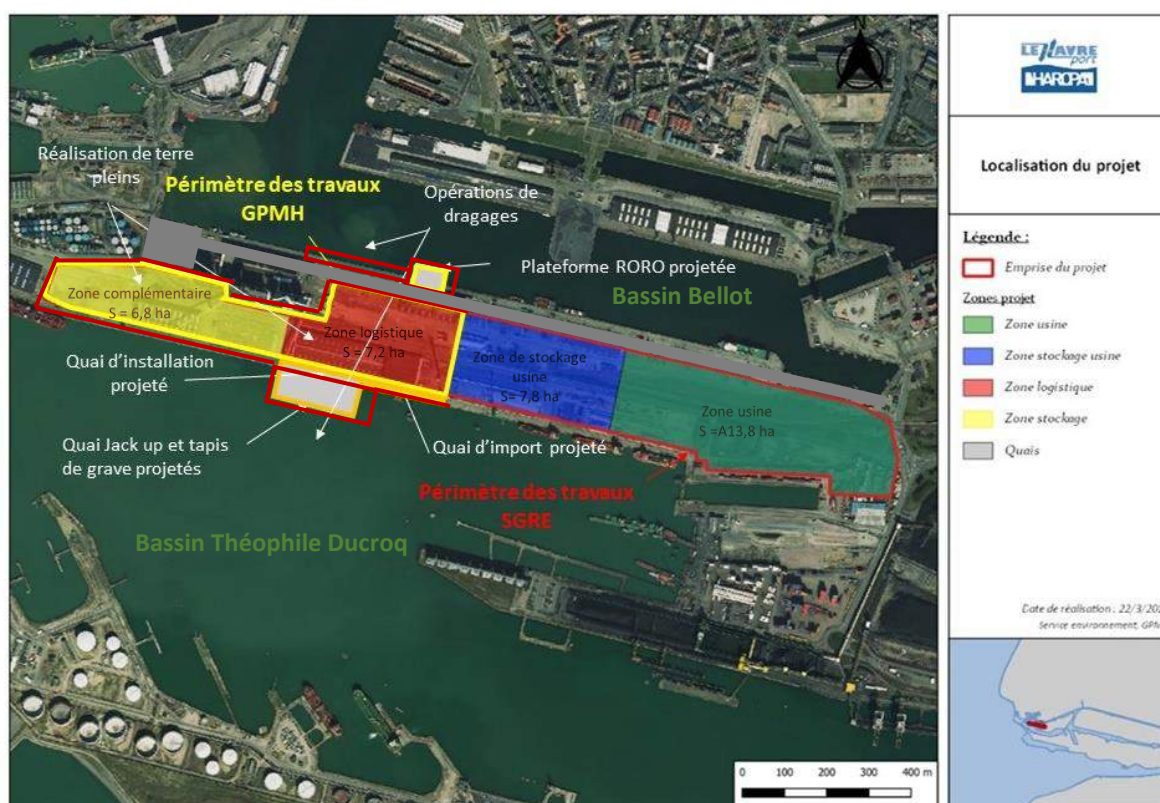 Réalisation de terre
pleins
Périmètre des travaux
GPMH
Opérations de
dragages
Plateforme RORO projetée
Bassin Bellot
Zone complémentaire
S = 6,8 ha
Zone logistique
S = 7,2 ha
Zone de stockage
usine
S= 7,8 ha
Zone usine
S =A13,8 ha
Quai d’installation
projeté
Quai Jack up et tapis
de grave projetés
Quai d’import projeté
Périmètre des travaux
SGRE
Bassin Théophile Ducroq
0 100 200 300 400 m
LE HAVRE
port
HAROPA
Localisation du projet
Légende :
Emprise du projet
Zones projet
Zone usine
Zone stockage usine
Zone logistique
Zone stockage
Quais
Date de réalisation : 22/3/20
Service environnement, GPM